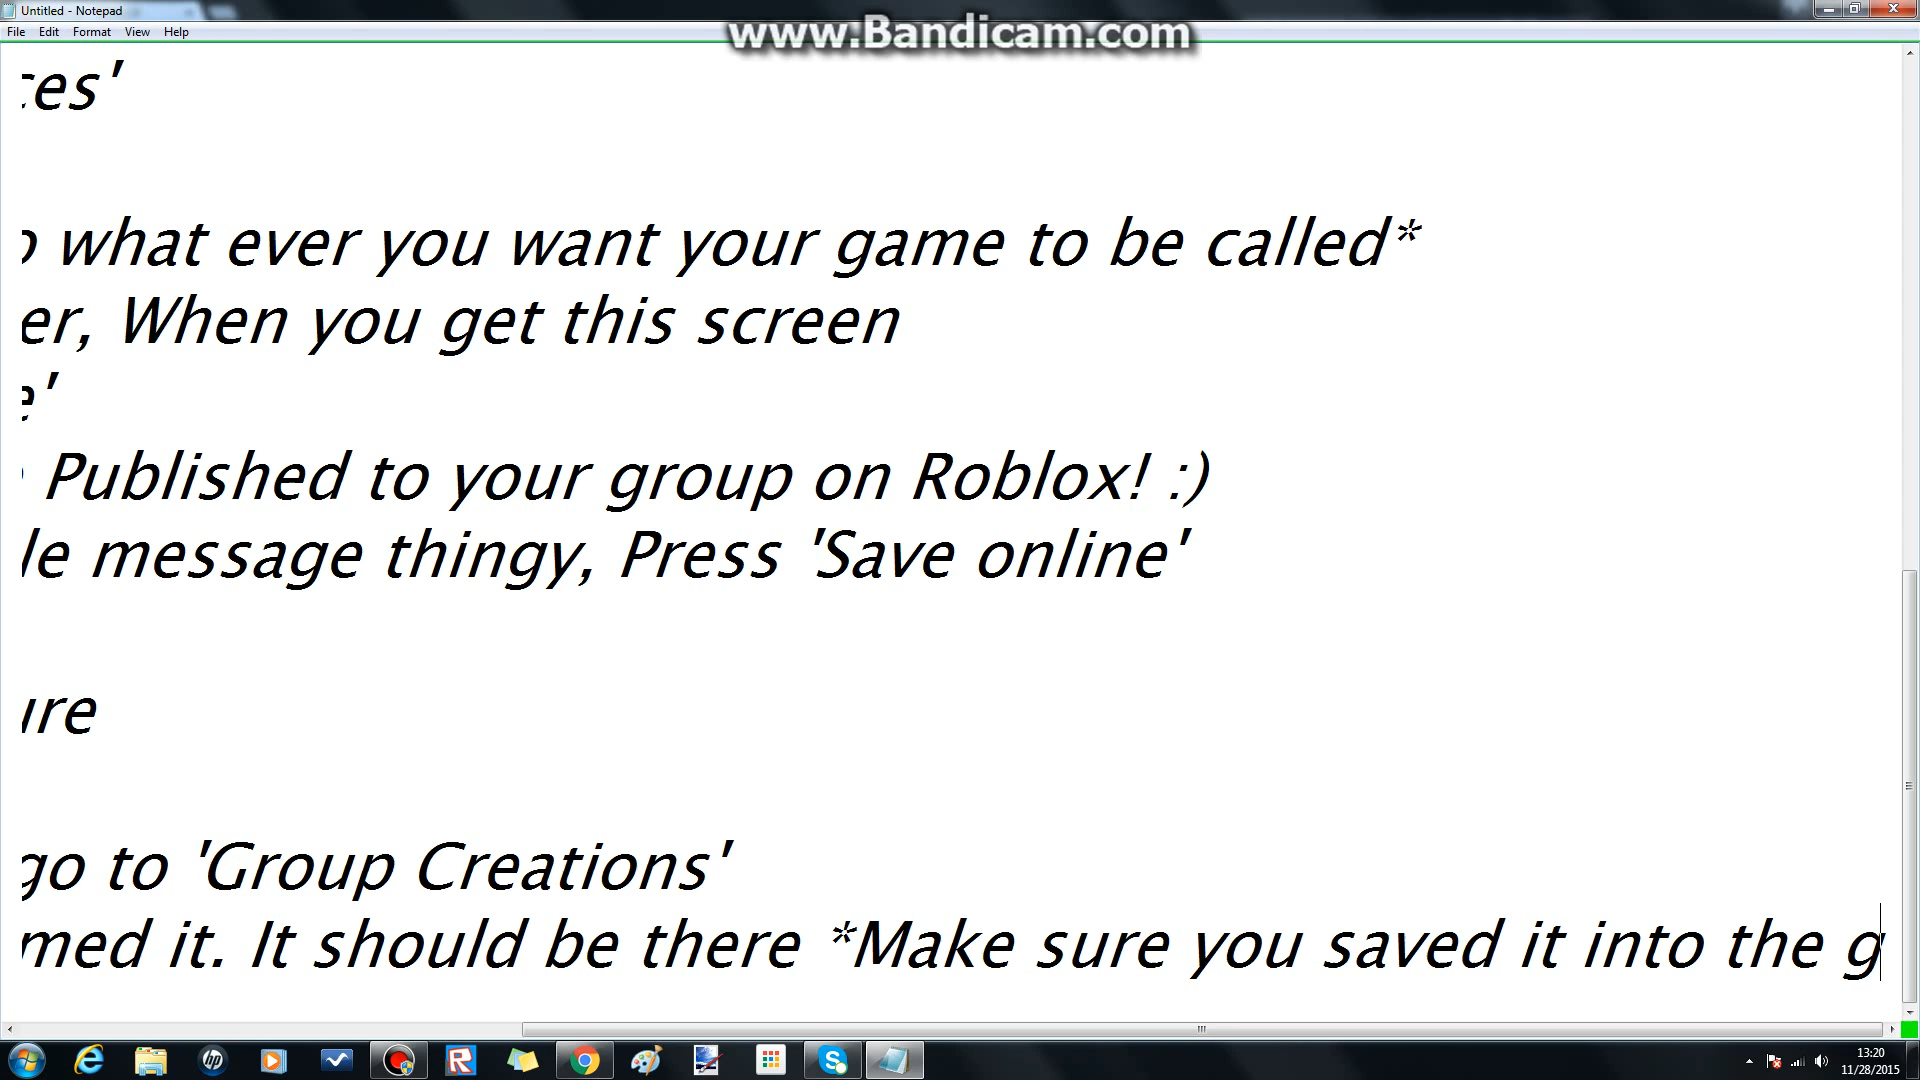 Untitled - Notepad
File Edit Format View Help
www.Bandicam.com
ces'
o what ever you want your game to be called*
er, When you get this screen
e'
Published to your group on Roblox! :)
le message thingy, Press 'Save online'
ure
go to 'Group Creations'
med it. It should be there *Make sure you saved it into the g
13:20
11/28/2015